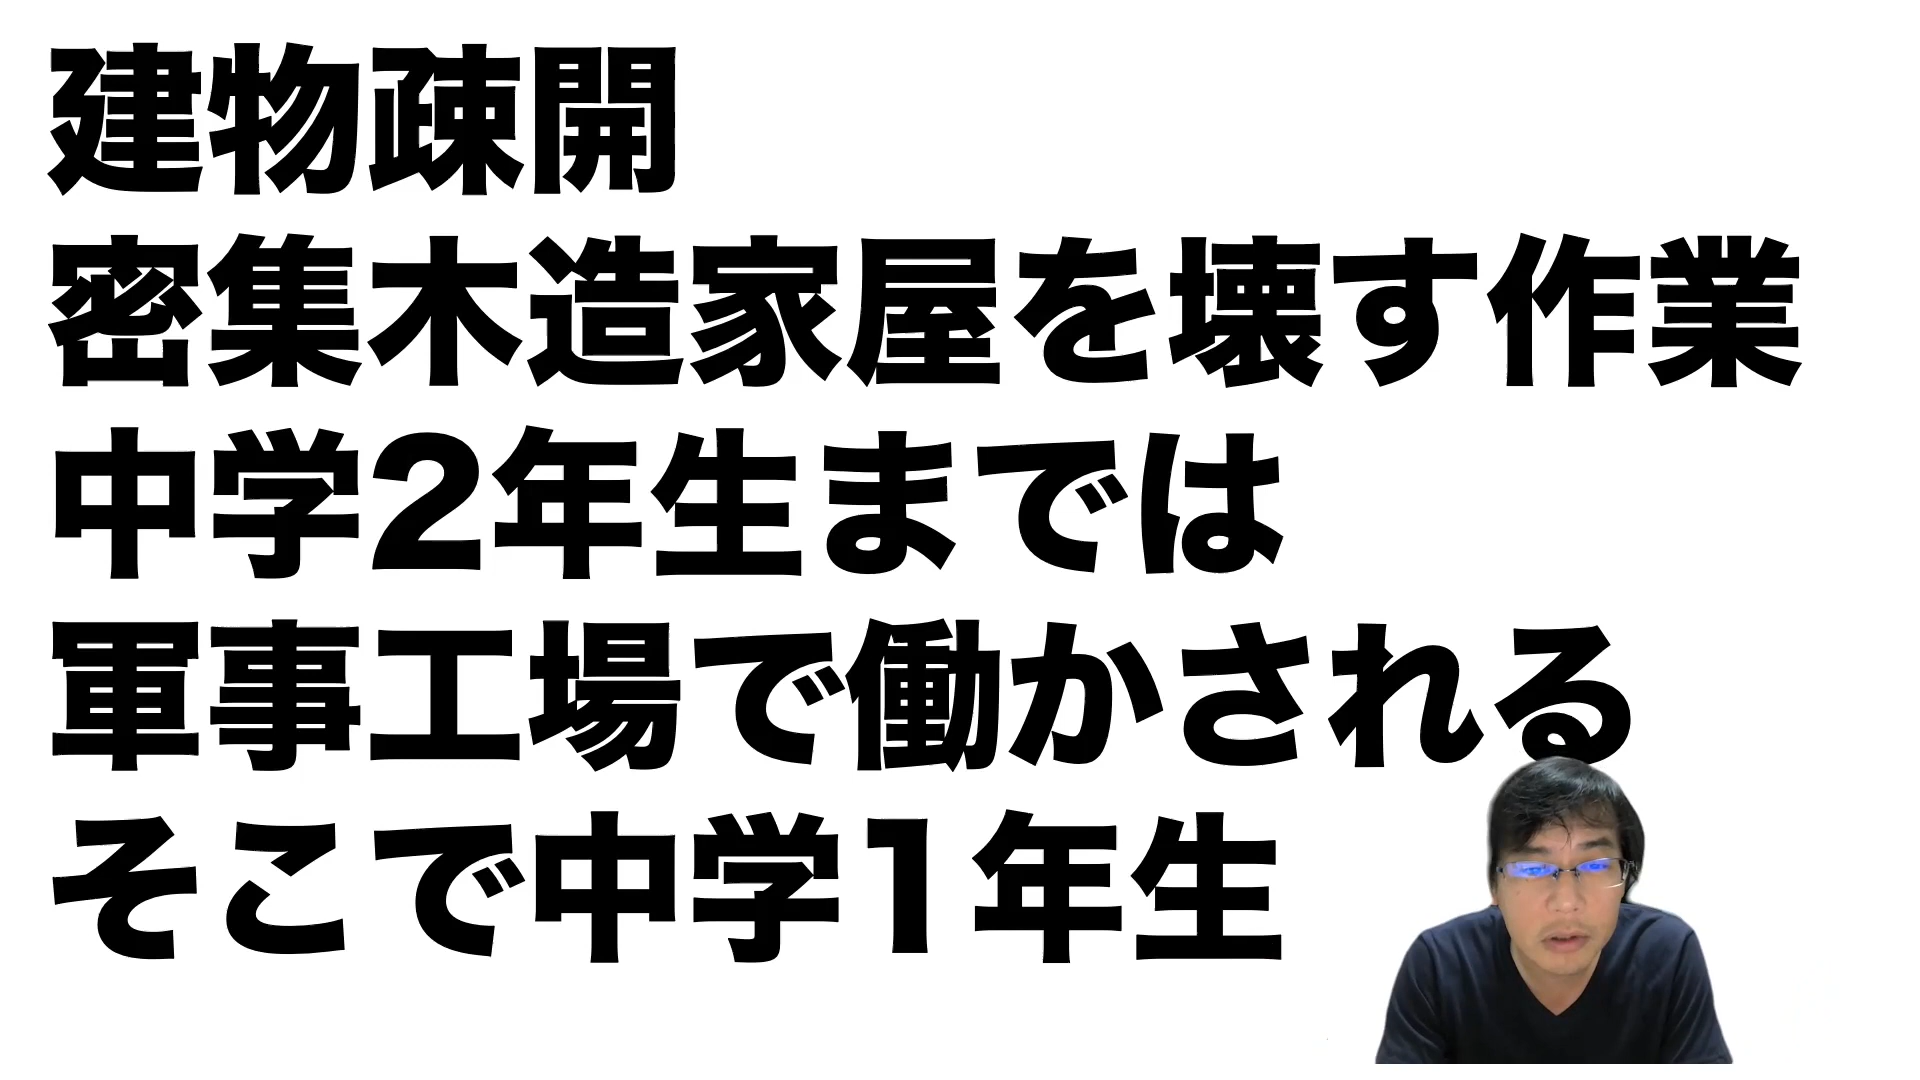 建物疎開
密集木造家屋を壊す作業
中学2年生までは
軍事工場で働かされる
そこで中学1年生